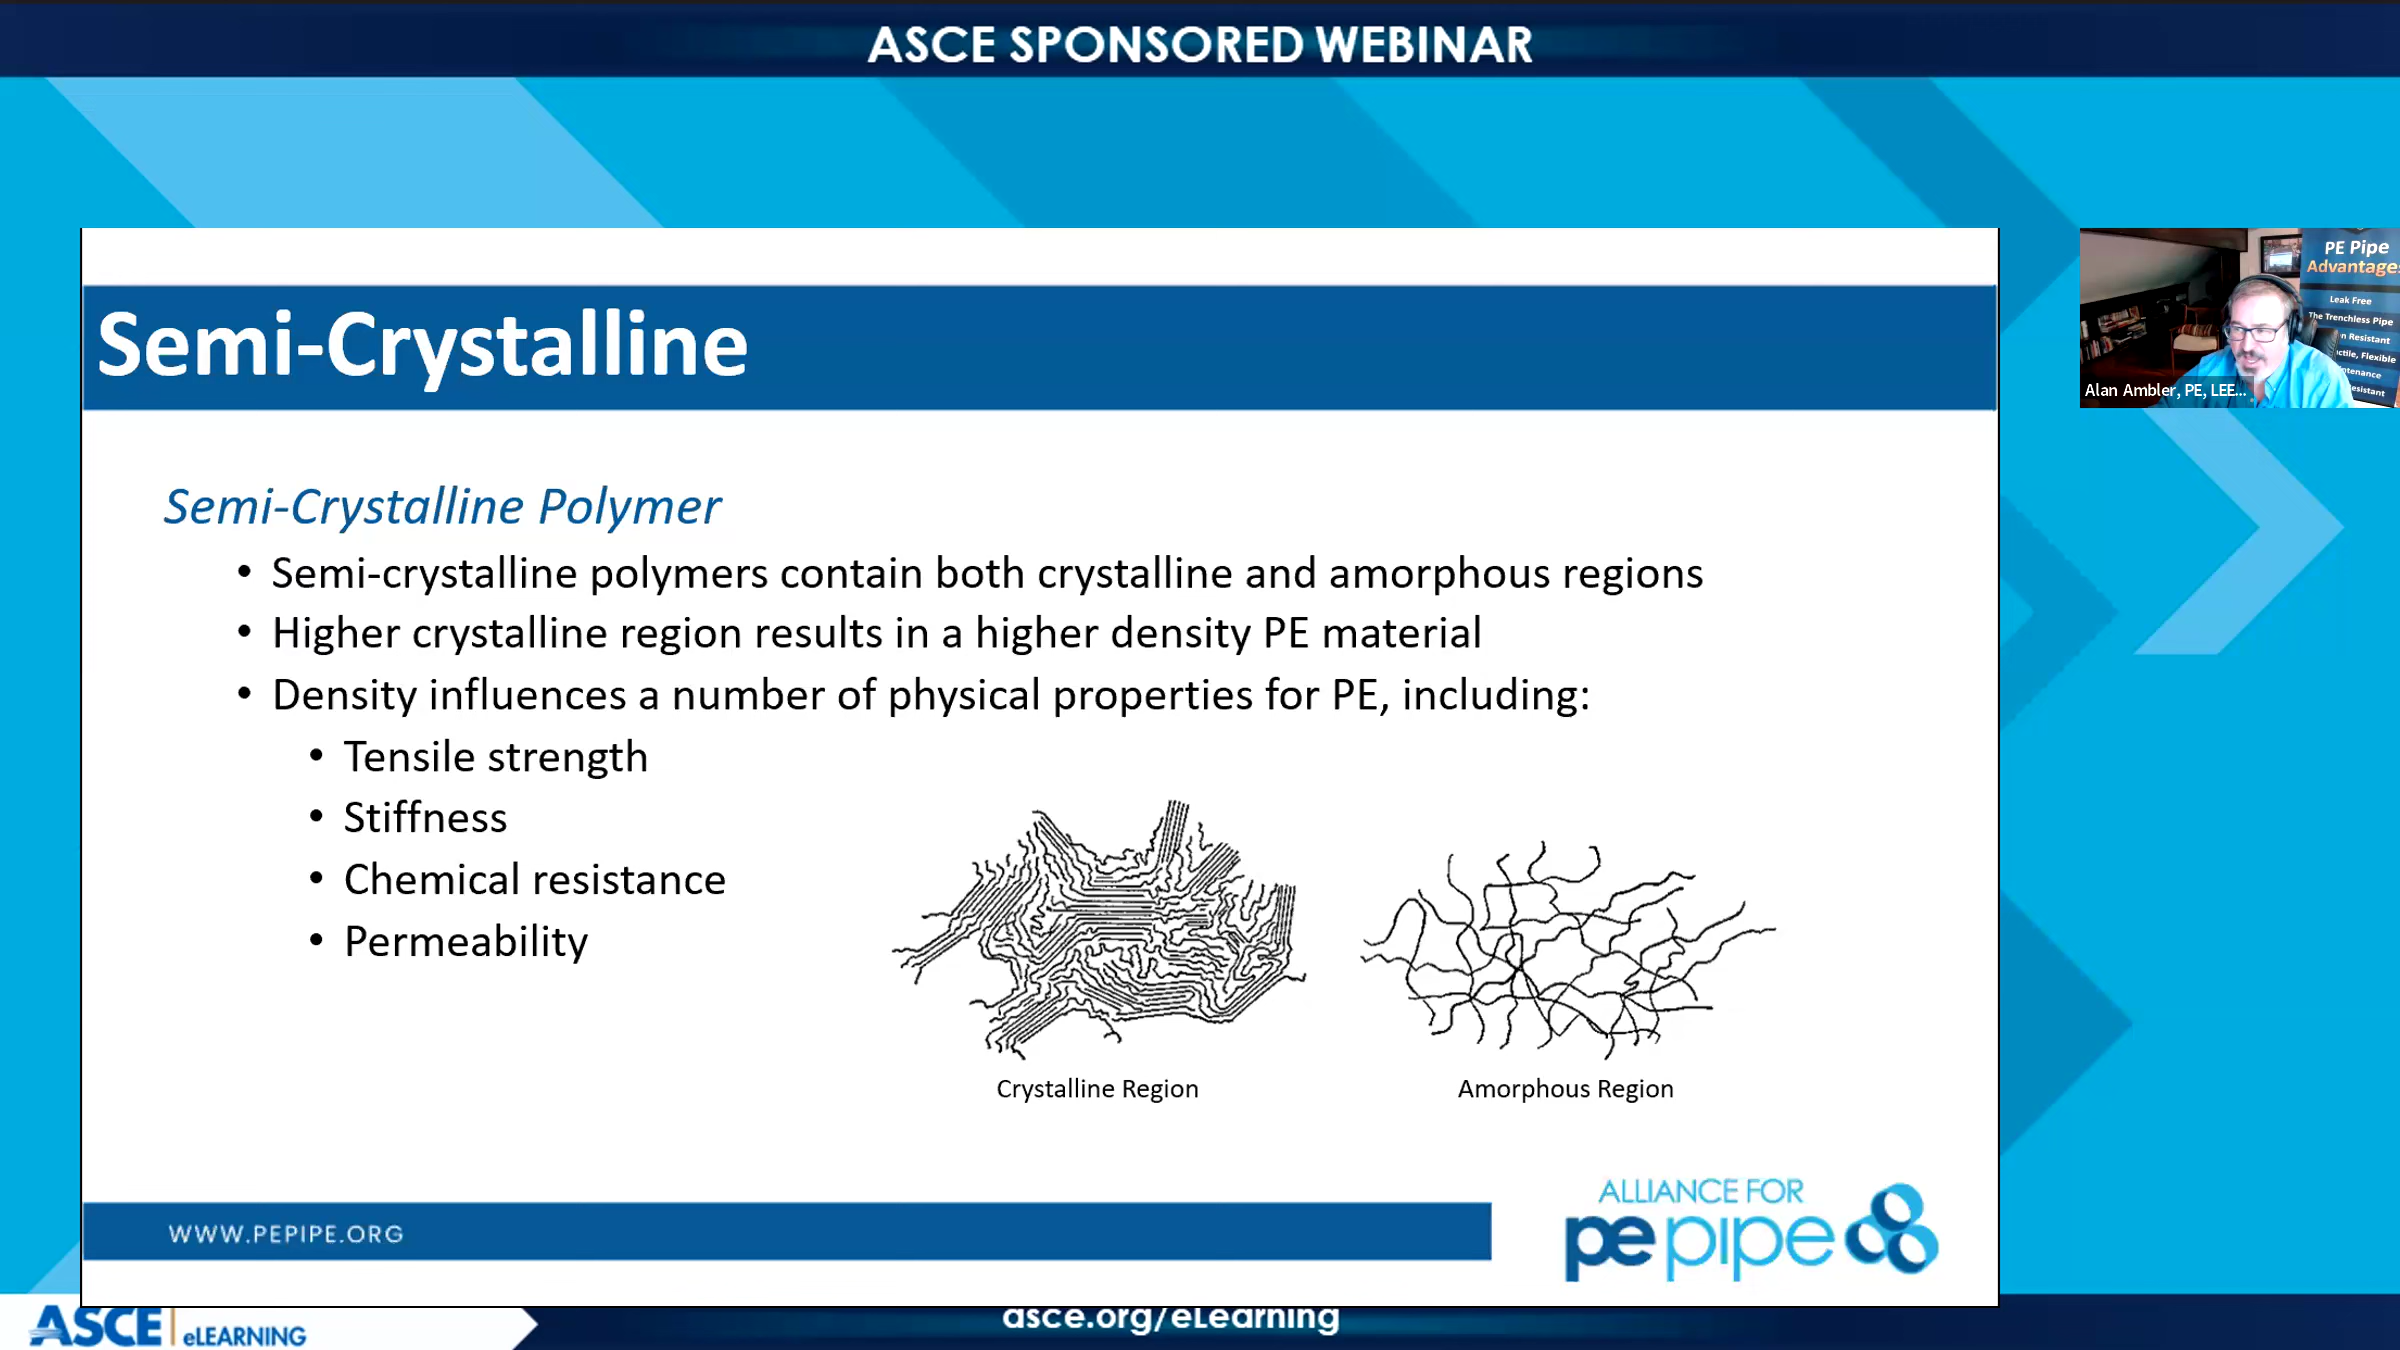 ASCE SPONSORED WEBINAR
Semi-Crystalline
Semi-Crystalline Polymer
• Semi-crystalline polymers contain both crystalline and amorphous regions
• Higher crystalline region results in a higher density PE material
• Density influences a number of physical properties for PE, including:
• Tensile strength
• Stiffness
• Chemical resistance
• Permeability
Crystalline Region
Amorphous Region
WWW.PEPIPE.ORG
ALLIANCE FOR
pepipe
PE Pipe
Advantage
Leak Free
The Trenchless Pipe
Resistant
Flexible
Alan Ambler, PE, LEE...
ASCE eLEARNING
asce.org/eLearning